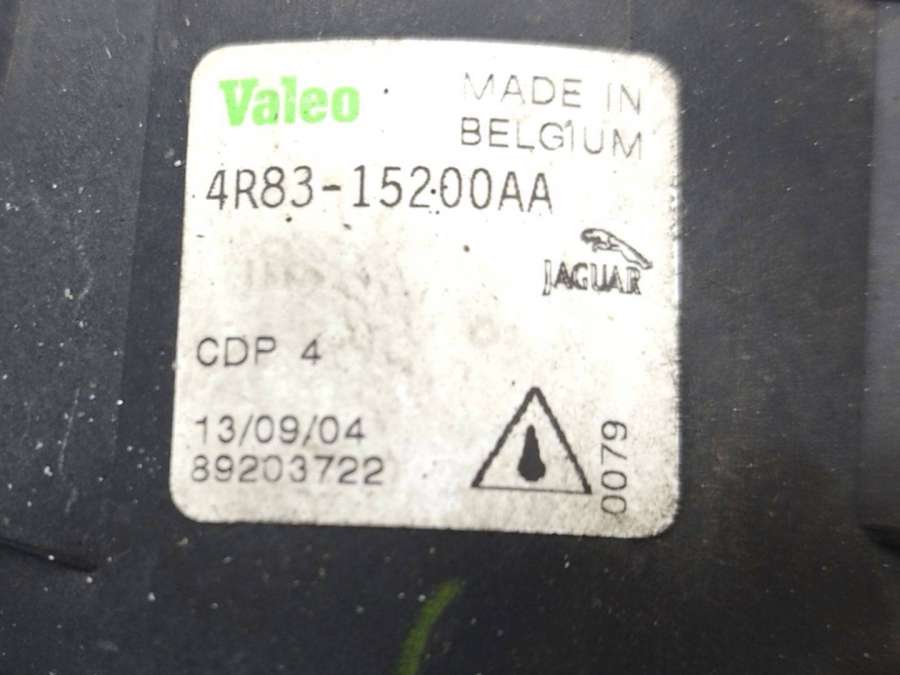 Valeo
MADE IN
BELGIUM
4R83-15200AA
JAGUAR
CDP 4
13/09/04
89203722
0079